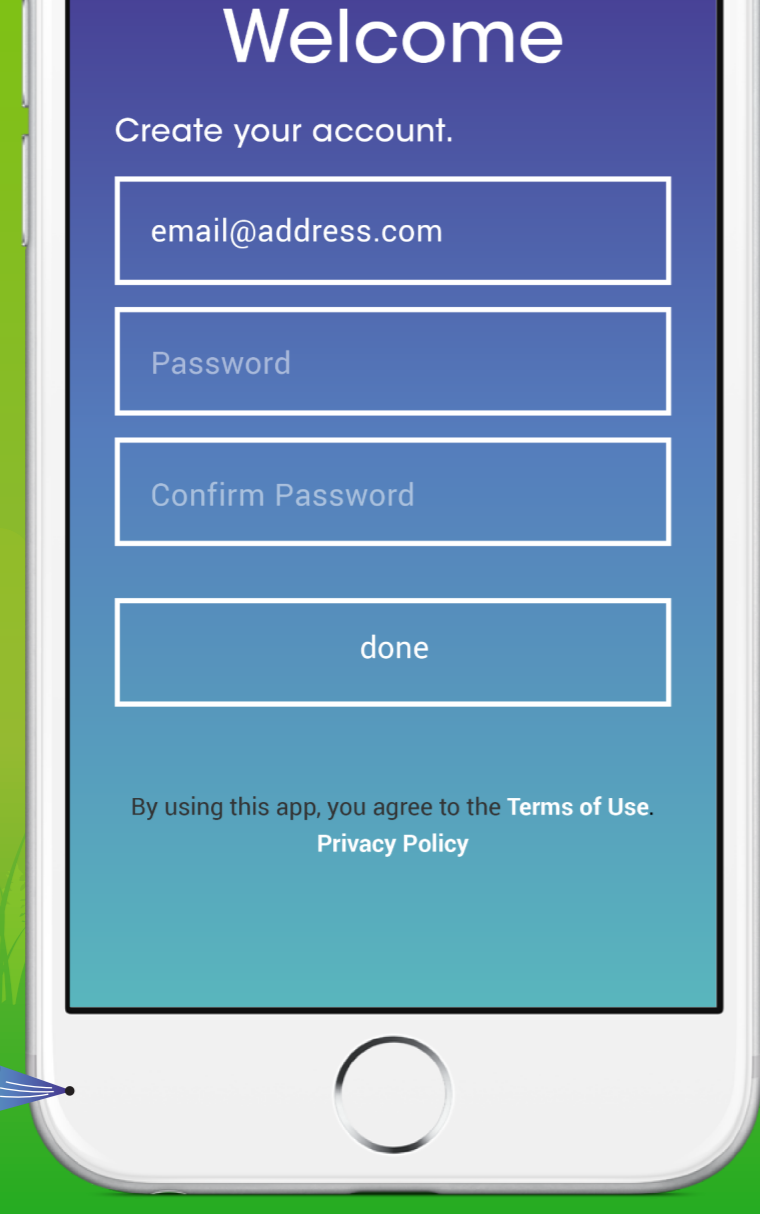 Welcome
Create your account.
email@address.com
Password
Confirm Password
done
By using this app, you agree to the Terms of Use.
Privacy Policy